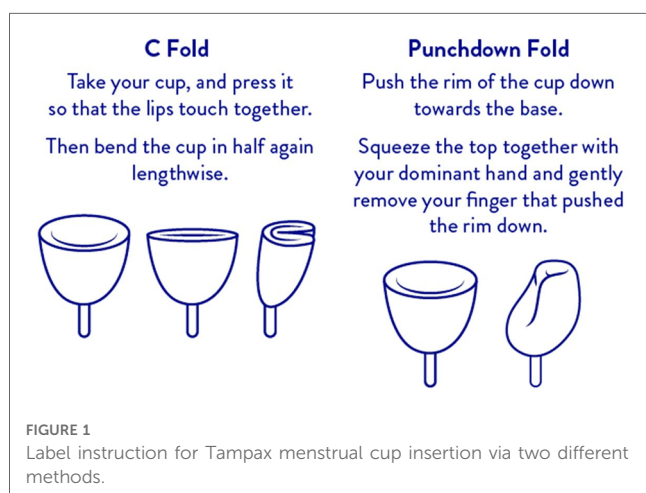 C Fold
Take your cup, and press it
so that the lips touch together.
Then bend the cup in half again
lengthwise.
Punchdown Fold
Push the rim of the cup down
towards the base.
Squeeze the top together with
your dominant hand and gently
remove your finger that pushed
the rim down.
FIGURE 1
Label instruction for Tampax menstrual cup insertion via two different
methods.